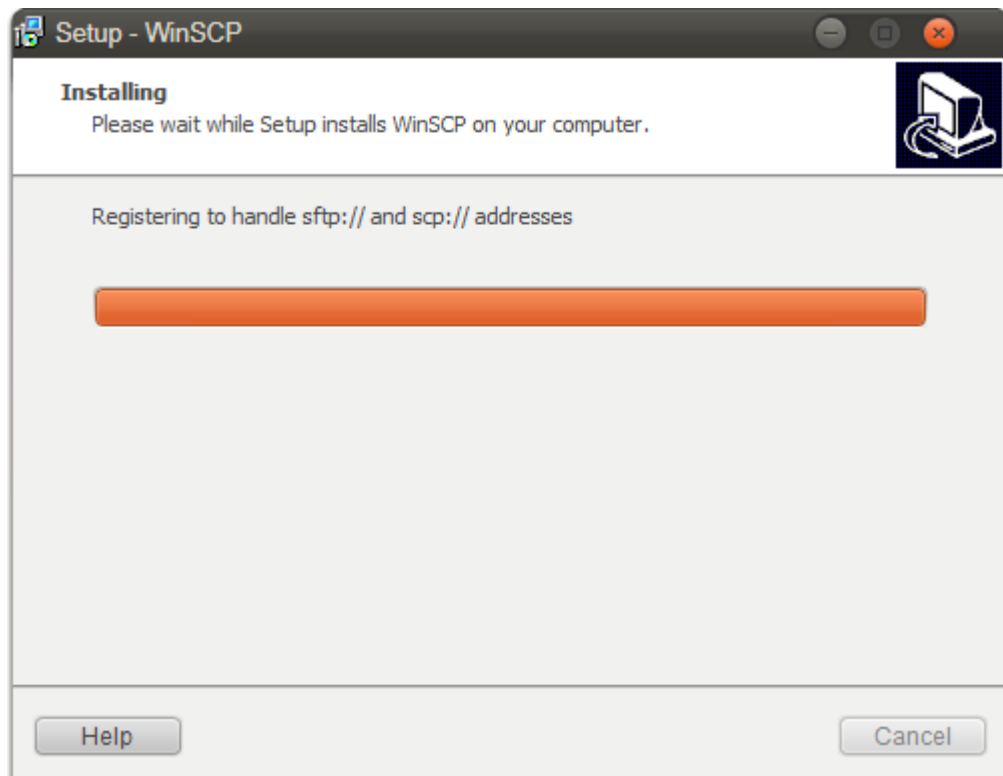 Setup - WinSCP
Installing
Please wait while Setup installs WinSCP on your computer.
Registering to handle sftp:// and scp:// addresses
Help
Cancel